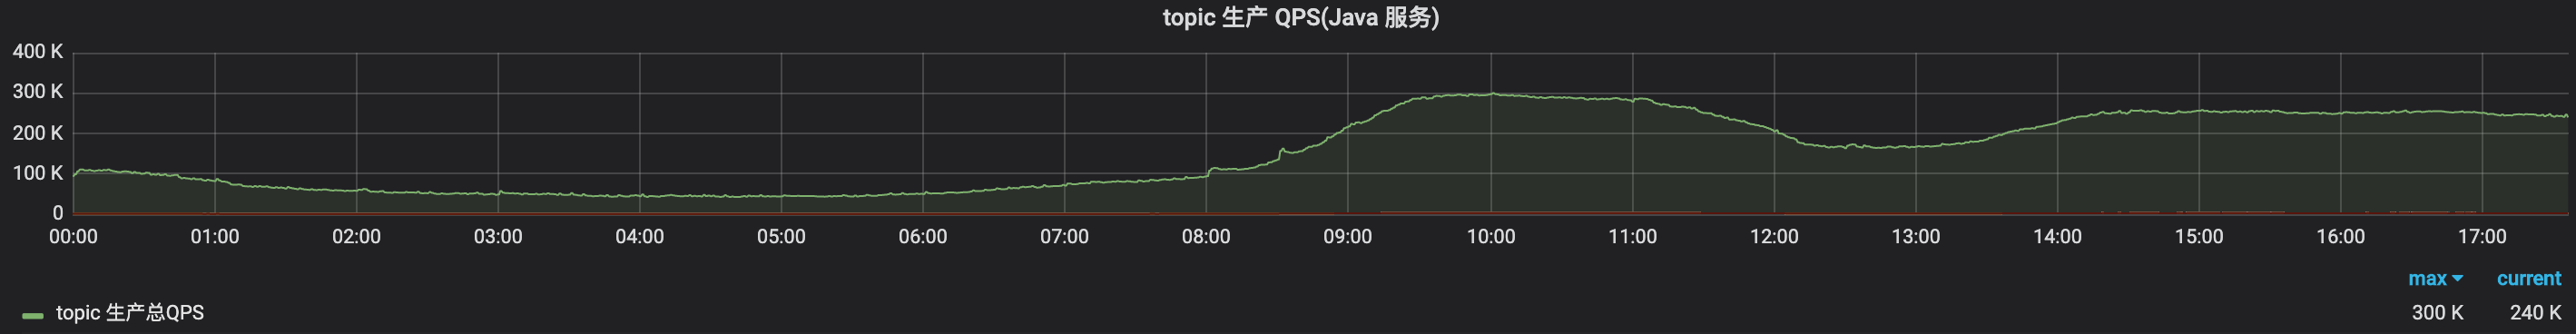 topic 生产 QPS(Java 服务)
400 K
300 K
200 K
100 K
0
00:00 01:00 02:00 03:00 04:00 05:00 06:00 07:00 08:00 09:00 10:00 11:00 12:00 13:00 14:00 15:00 16:00 17:00
max current
topic 生产总QPS 300 K 240 K